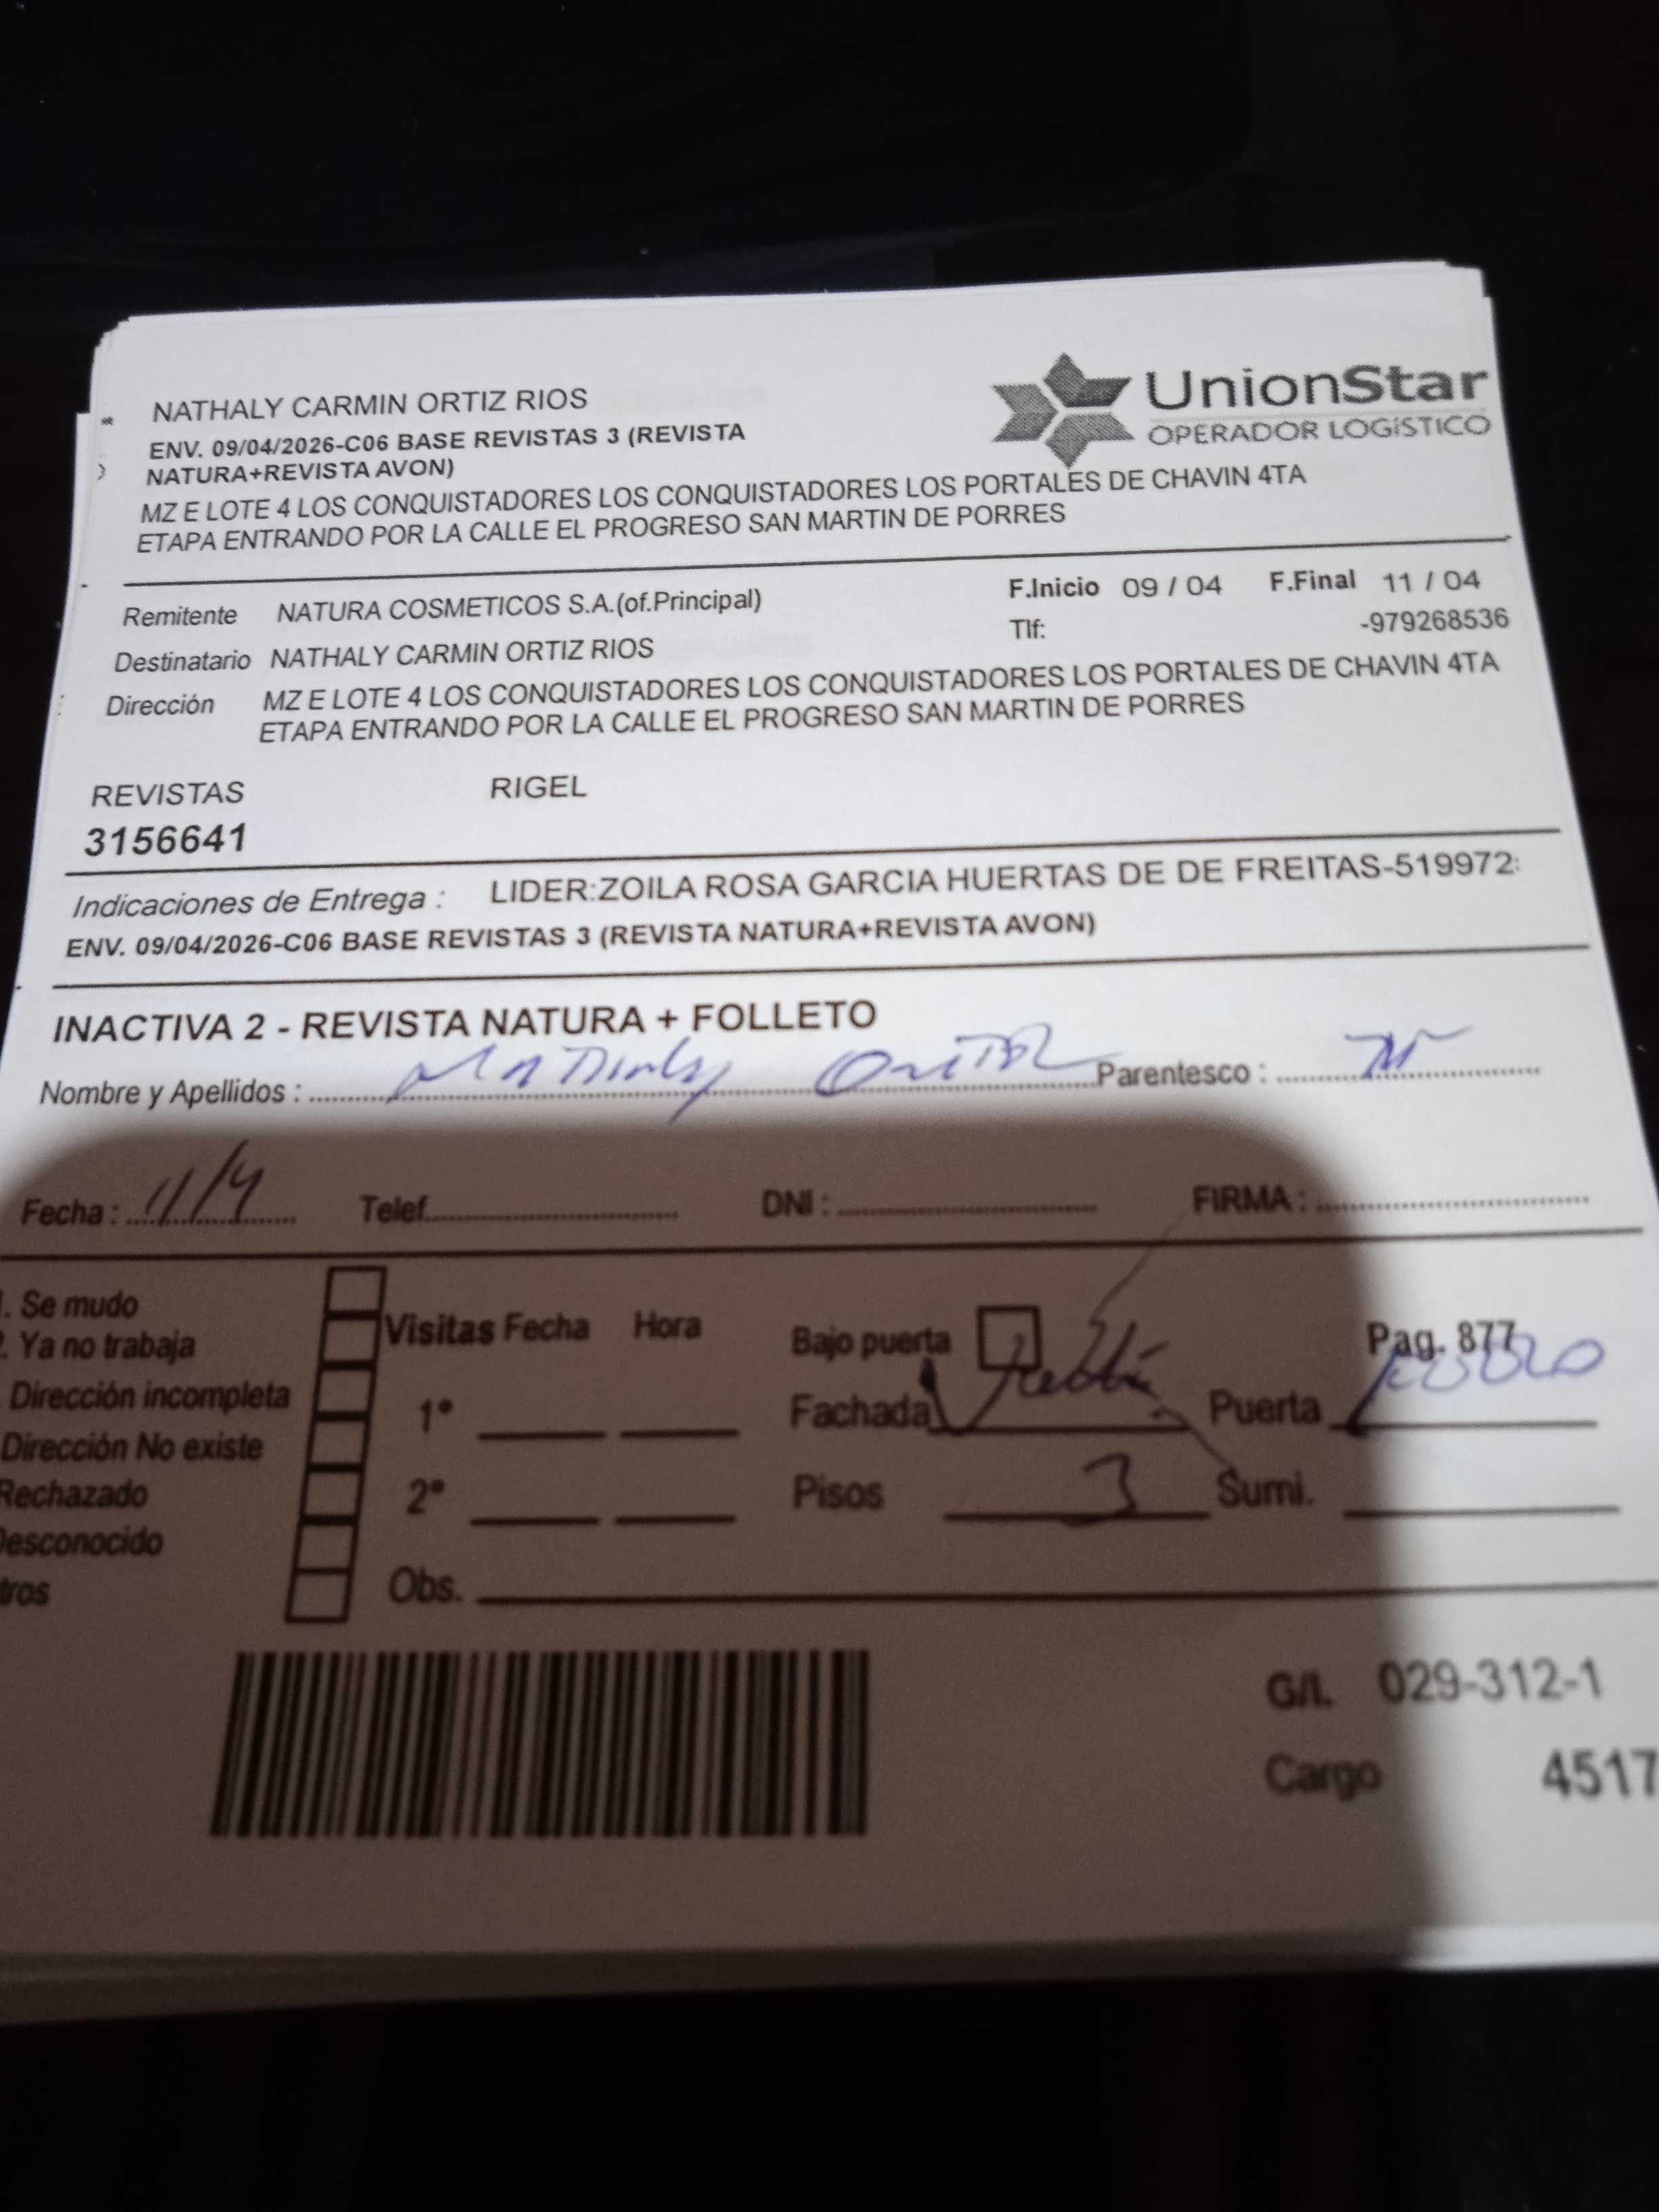 NATHALY CARMIN ORTIZ RIOS
UnionStar
OPERADOR LOGÍSTICO
ENV. 09/04/2026-C06 BASE REVISTAS 3 (REVISTA
NATURA+REVISTA AVON)
MZ E LOTE 4 LOS CONQUISTADORES LOS CONQUISTADORES LOS PORTALES DE CHAVIN 4TA
ETAPA ENTRANDO POR LA CALLE EL PROGRESO SAN MARTIN DE PORRES
Remitente NATURA COSMETICOS S.A.(of.Principal) F.Inicio 09 / 04 F.Final 11 / 04
Tlf: -979268536
Destinatario NATHALY CARMIN ORTIZ RIOS
Dirección MZ E LOTE 4 LOS CONQUISTADORES LOS CONQUISTADORES LOS PORTALES DE CHAVIN 4TA
ETAPA ENTRANDO POR LA CALLE EL PROGRESO SAN MARTIN DE PORRES
REVISTAS RIGEL
3156641
Indicaciones de Entrega : LIDER:ZOILA ROSA GARCIA HUERTAS DE DE FREITAS-519972
ENV. 09/04/2026-C06 BASE REVISTAS 3 (REVISTA NATURA+REVISTA AVON)
INACTIVA 2 - REVISTA NATURA + FOLLETO
Nombre y Apellidos : Parentesco :
Fecha : 11/4 Telef. DNI : FIRMA :
. Se mudo
. Ya no trabaja
Dirección incompleta
Dirección No existe
Rechazado
Desconocido
tros
Visitas Fecha Hora
1°
2°
Obs.
Bajo puerta Pag. 877
Fachada Puerta
Pisos 3 Sumi.
G/I. 029-312-1
Cargo 4517